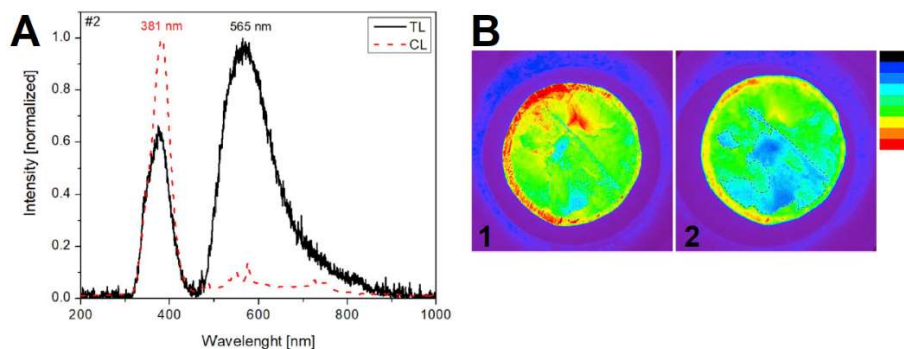 A
#2
381 nm
565 nm
TL
CL
1.0
0.8
0.6
0.4
0.2
0.0
Intensity [normalized]
200
400
600
800
1000
Wavelenght [nm]
B
1
2